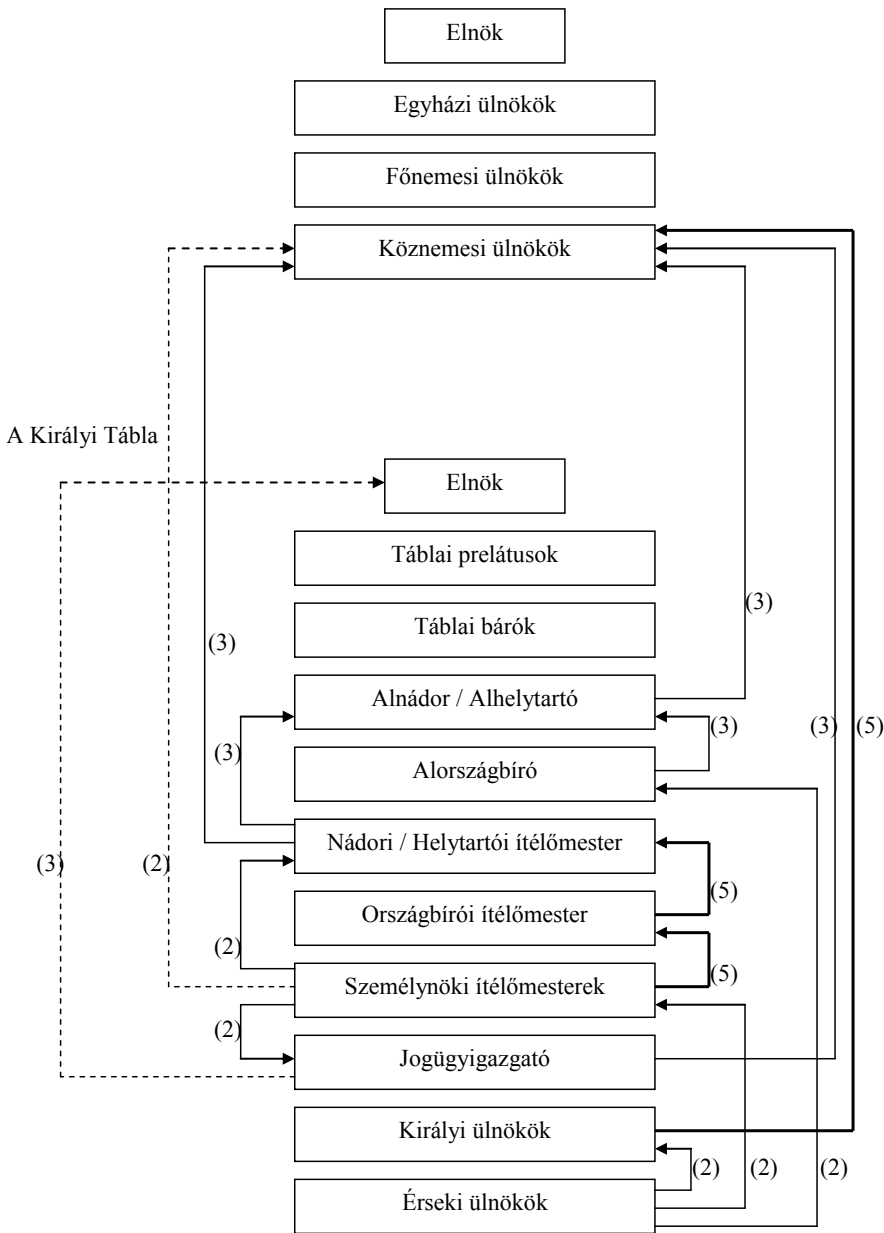 Elnök
Egyházi ülnökök
Főnemesi ülnökök
Köznemesi ülnökök
A Királyi Tábla
Elnök
Táblai prelátusok
Táblai bárók
(3)
(3)
Alnádor / Alhelytartó
(3)
(3)
(3)
(5)
Alországbíró
Nádori / Helytartói ítélőmester
(3)
(2)
(5)
Országbírói ítélőmester
(2)
(5)
Személynöki ítélőmesterek
(2)
Jogügyigazgató
Királyi ülnökök
(2)
(2)
(2)
Érseki ülnökök